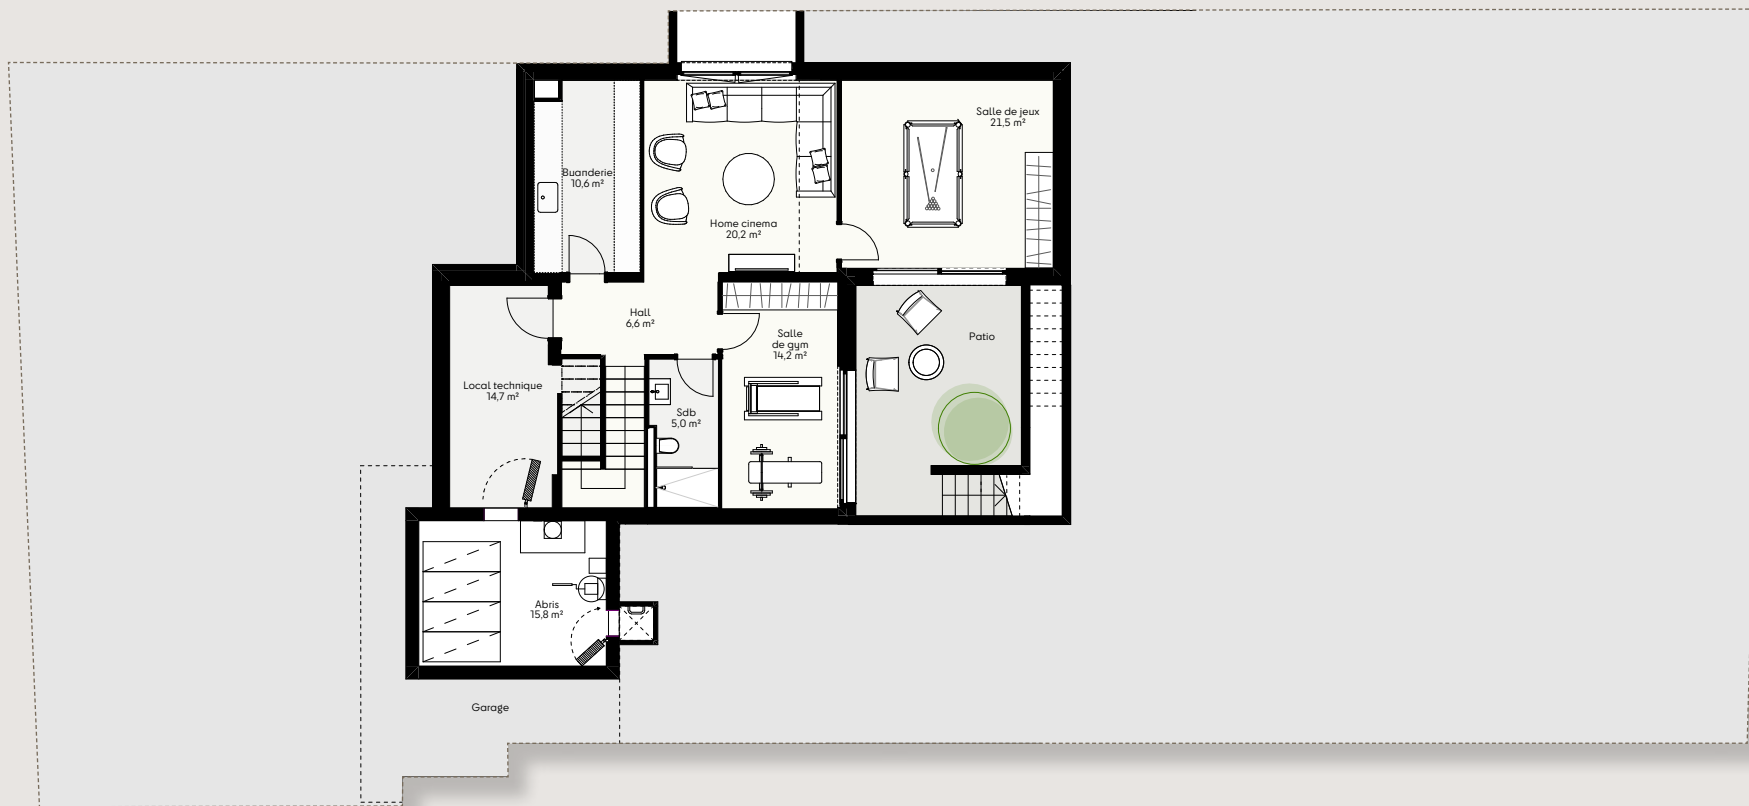 Salle de jeux
21,5 m²
Buanderie
10,6 m²
Home cinema
20,2 m²
Hall
6,6 m²
Salle
de gym
14,2 m²
Patio
Local technique
14,7 m²
Sdb
5,0 m²
Abris
15,8 m²
Garage